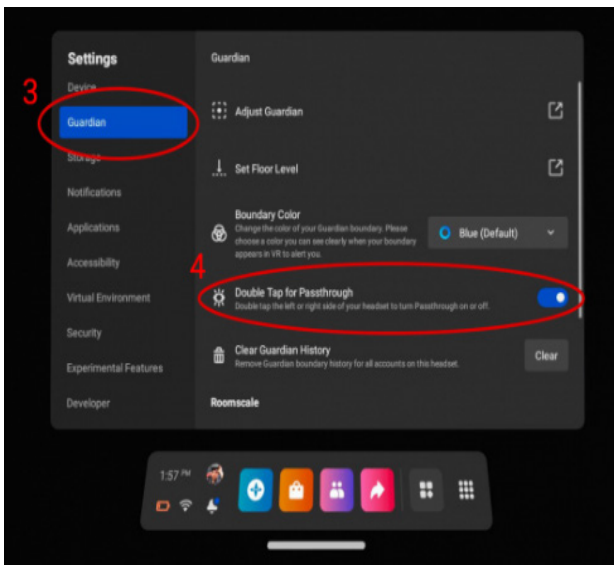 Settings
Guardian
3
Device
Guardian
Adjust Guardian
Storage
Set Floor Level
Notifications
Boundary Color
Change the color of your Guardian boundary. Please
choose a color you can see clearly when your boundary
appears in VR to alert you.
Blue (Default)
Applications
Accessibility
4
Double Tap for Passthrough
Double tap the left or right side of your headset to turn Passthrough on or off.
Virtual Environment
Security
Clear Guardian History
Remove Guardian boundary history for all accounts on this headset.
Clear
Experimental Features
Developer
Roomscale
1:57 PM